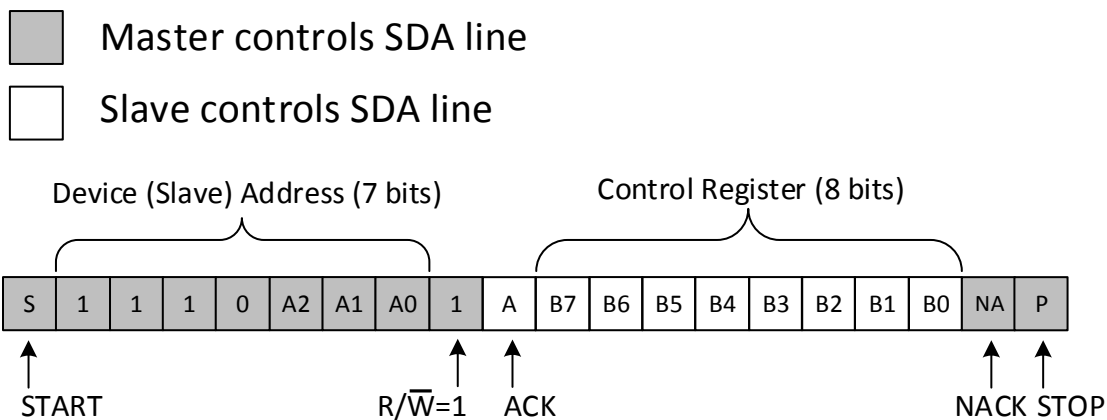 Master controls SDA line
Slave controls SDA line
Device (Slave) Address (7 bits)
Control Register (8 bits)
S 1 1 1 0 A2 A1 A0 1 A B7 B6 B5 B4 B3 B2 B1 B0 NA P
START R/W̅=1 ACK NACK STOP